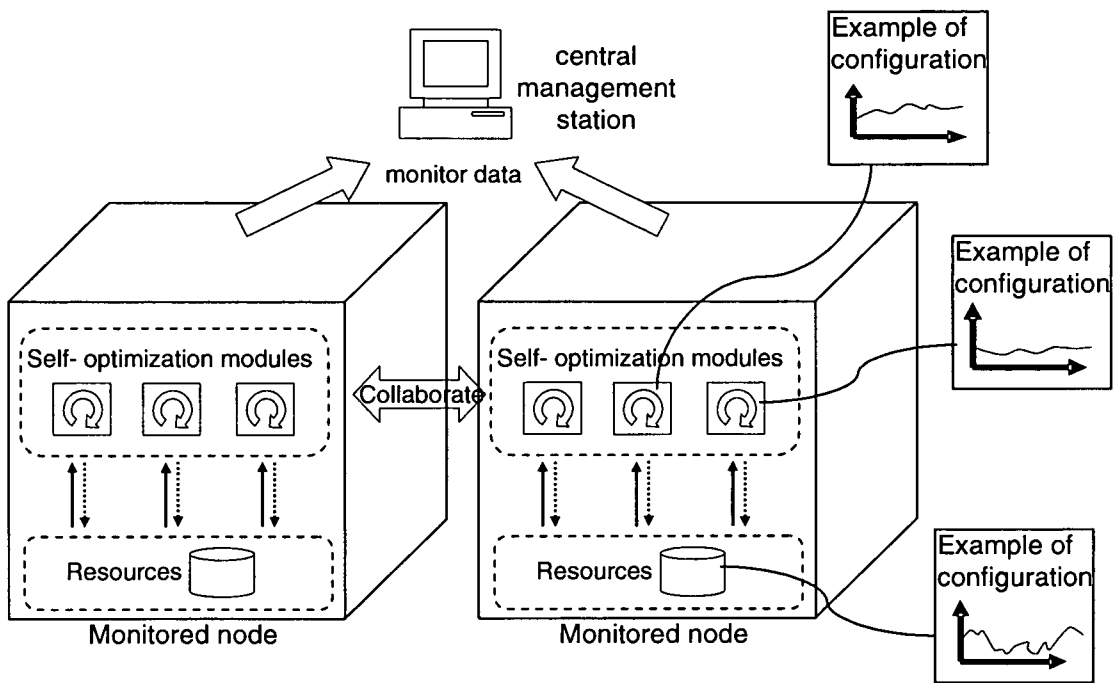 central
management
station
Example of
configuration
monitor data
Example of
configuration
Self- optimization modules
Self- optimization modules
Collaborate
Resources
Resources
Example of
configuration
Monitored node
Monitored node